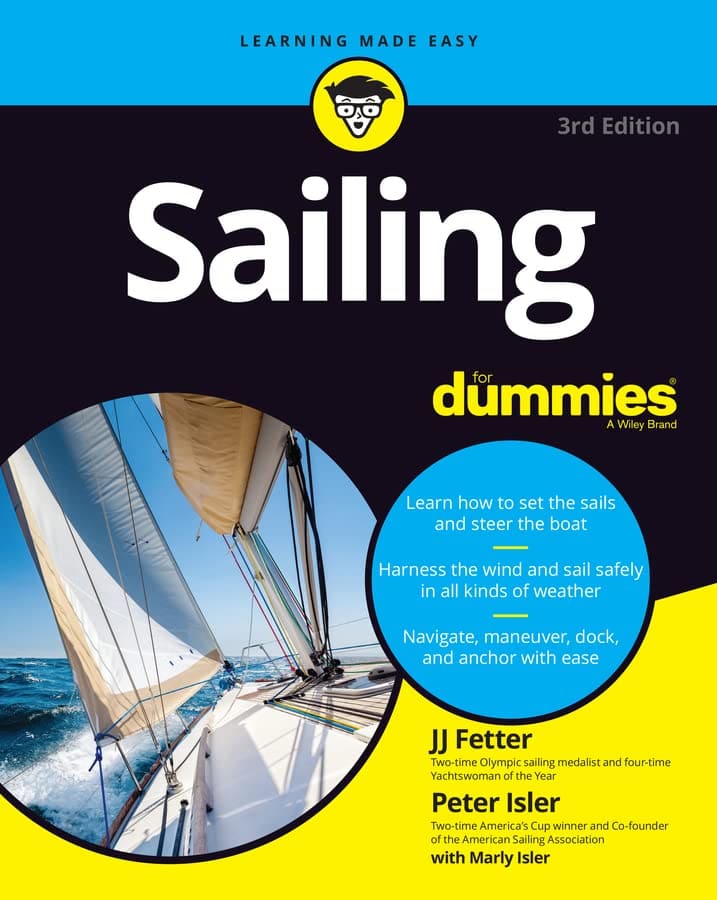 LEARNING MADE EASY
3rd Edition
Sailing
for
dummies®
A Wiley Brand
Learn how to set the sails
and steer the boat
Harness the wind and sail safely
in all kinds of weather
Navigate, maneuver, dock,
and anchor with ease
JJ Fetter
Two-time Olympic sailing medalist and four-time
Yachtswoman of the Year
Peter Isler
Two-time America's Cup winner and Co-founder
of the American Sailing Association
with Marly Isler